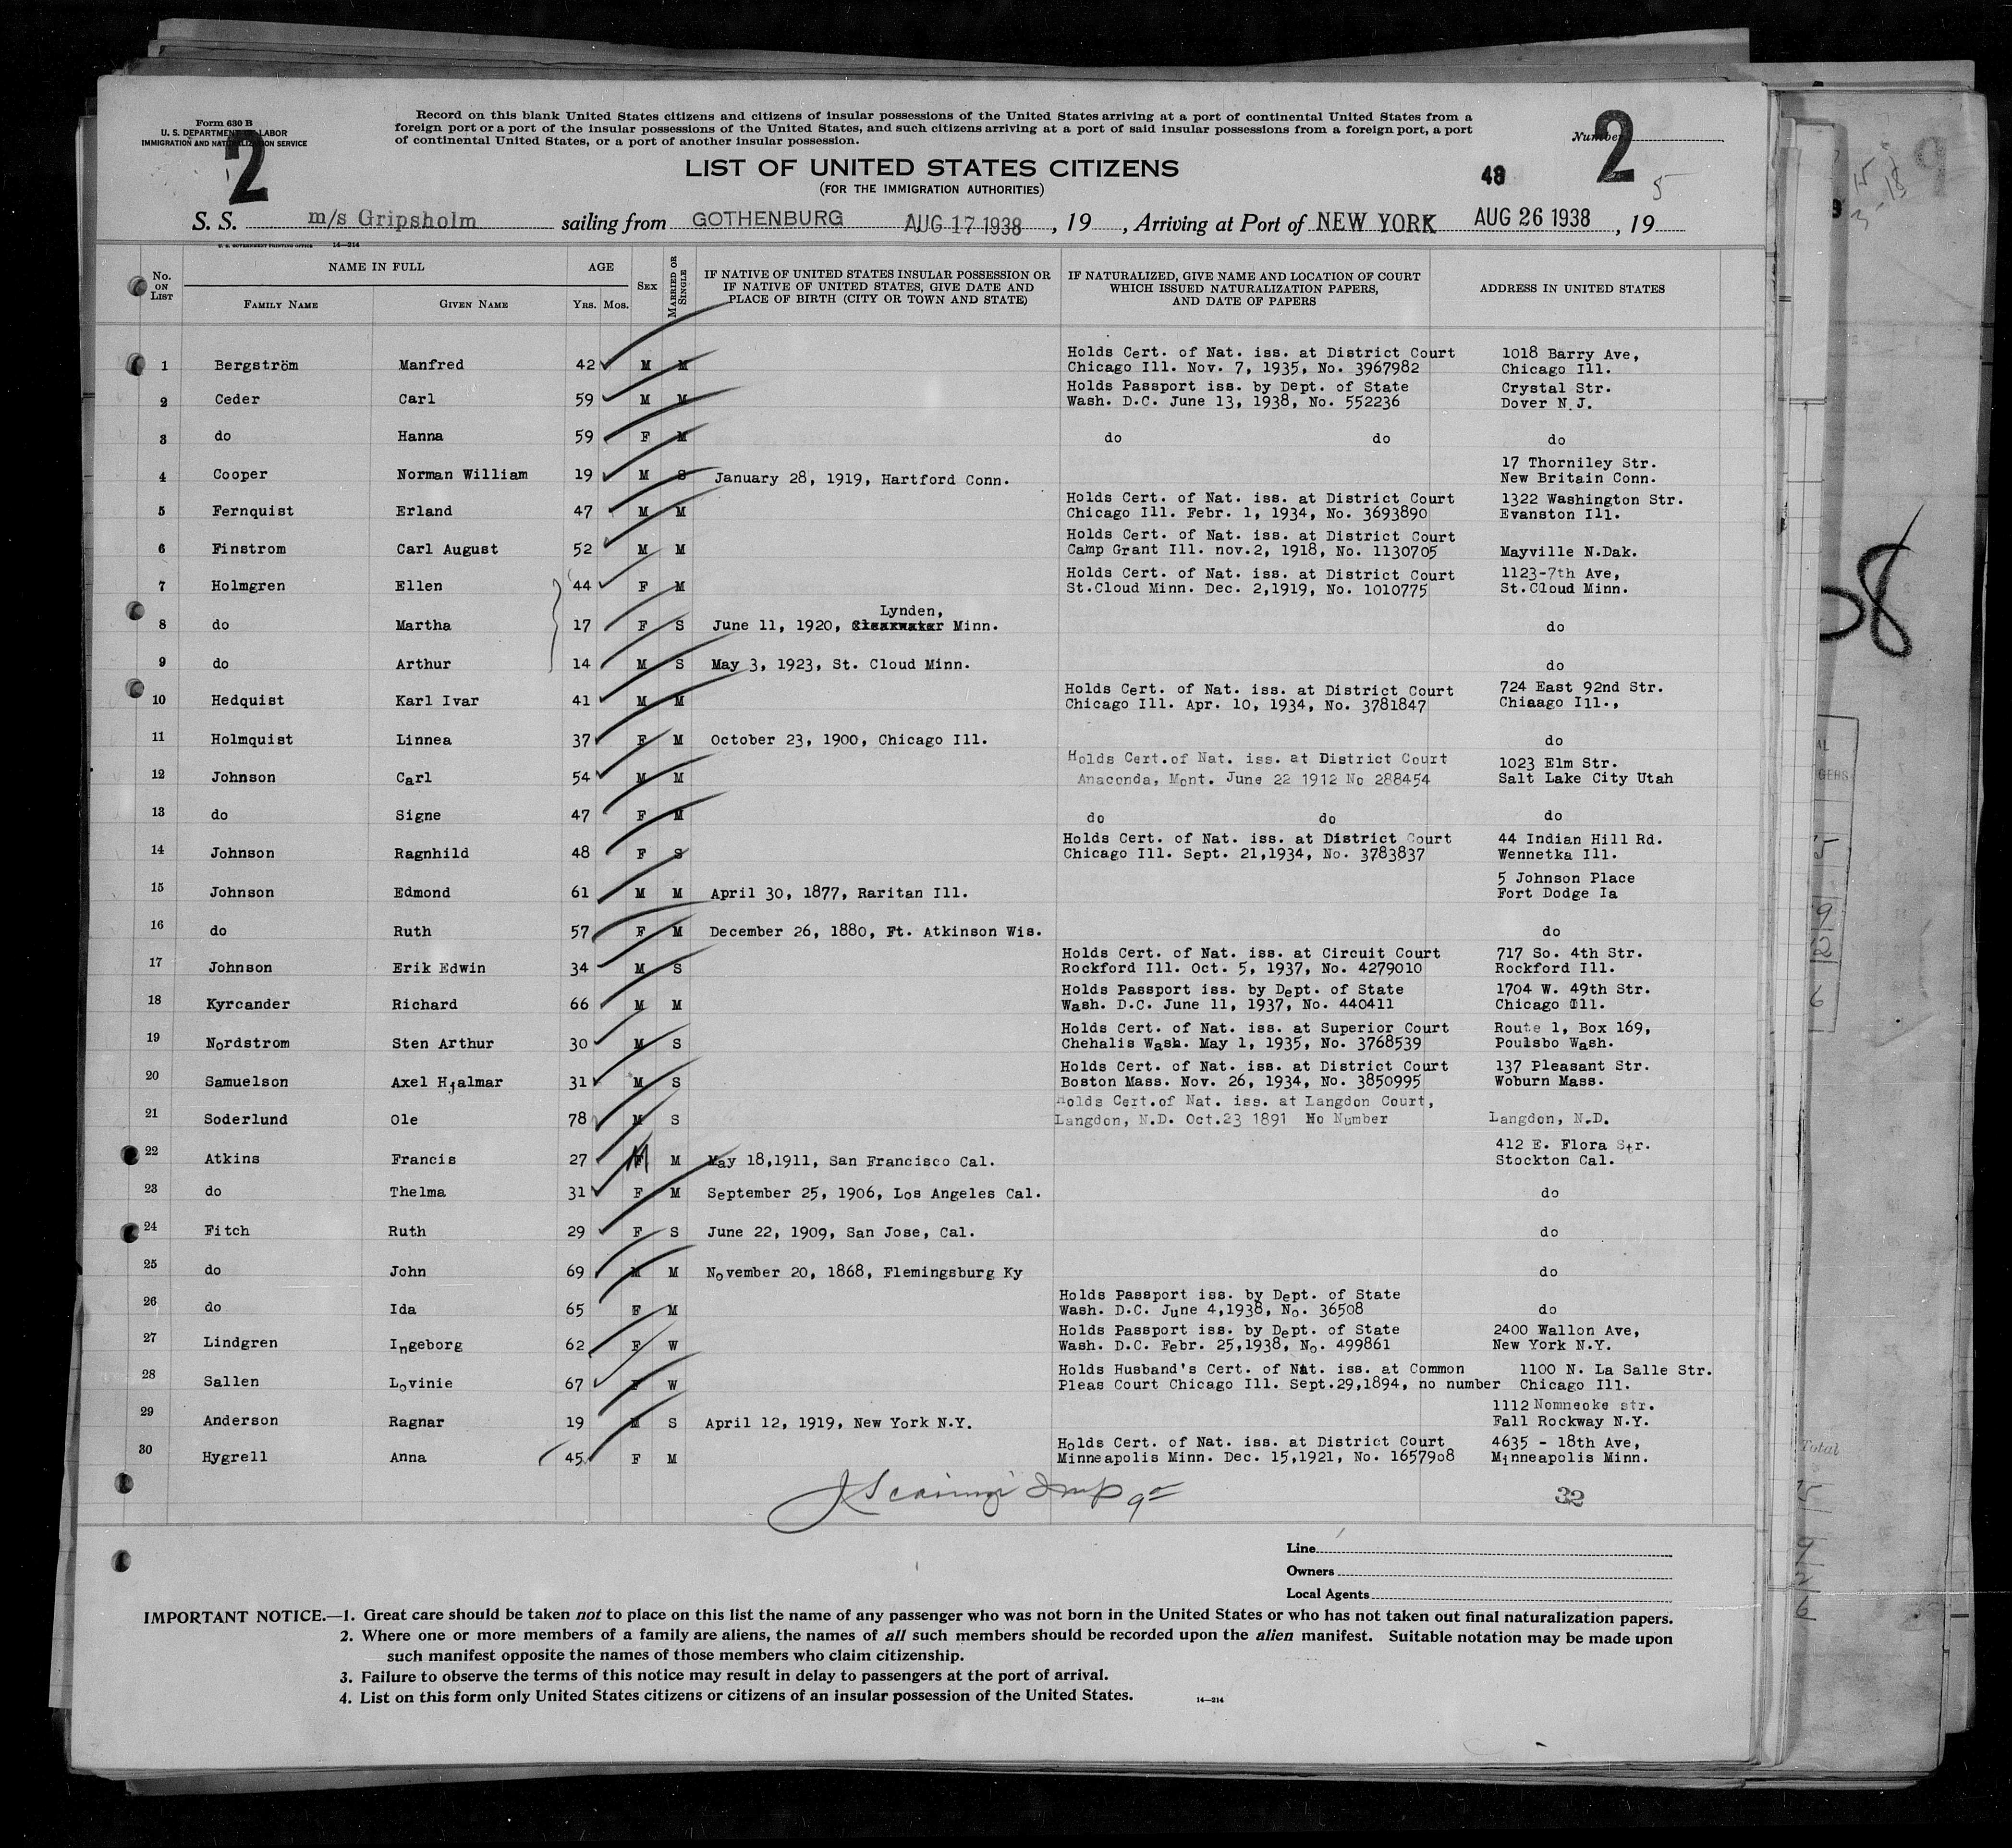 Form 630 B
U. S. DEPARTMENT OF LABOR
IMMIGRATION AND NATURALIZATION SERVICE
2
Record on this blank United States citizens and citizens of insular possessions of the United States arriving at a port of continental United States from a
foreign port or a port of the insular possessions of the United States, and such citizens arriving at a port of said insular possessions from a foreign port, a port
of continental United States, or a port of another insular possession.
Number
2
5
LIST OF UNITED STATES CITIZENS
(FOR THE IMMIGRATION AUTHORITIES)
48
S. S. m/s Gripsholm sailing from GOTHENBURG AUG 17 1938, 19 , Arriving at Port of NEW YORK AUG 26 1938, 19
U. S. GOVERNMENT PRINTING OFFICE 14—214
No. ON LIST
NAME IN FULL
FAMILY NAME
GIVEN NAME
AGE
Yrs. Mos.
SEX
MARRIED OR SINGLE
IF NATIVE OF UNITED STATES INSULAR POSSESSION OR
IF NATIVE OF UNITED STATES, GIVE DATE AND
PLACE OF BIRTH (CITY OR TOWN AND STATE)
IF NATURALIZED, GIVE NAME AND LOCATION OF COURT
WHICH ISSUED NATURALIZATION PAPERS,
AND DATE OF PAPERS
ADDRESS IN UNITED STATES
Holds Cert. of Nat. iss. at District Court 1018 Barry Ave,
1 Bergström Manfred 42 M M Chicago Ill. Nov. 7, 1935, No. 3967982 Chicago Ill.
Holds Passport iss. by Dept. of State Crystal Str.
2 Ceder Carl 59 M M Wash. D.C. June 13, 1938, No. 552236 Dover N.J.
3 do Hanna 59 F M do do do
17 Thorniley Str.
4 Cooper Norman William 19 M S January 28, 1919, Hartford Conn. New Britain Conn.
Holds Cert. of Nat. iss. at District Court 1322 Washington Str.
5 Fernquist Erland 47 M M Chicago Ill. Febr. 1, 1934, No. 3693890 Evanston Ill.
Holds Cert. of Nat. iss. at District Court
6 Finstrom Carl August 52 M M Camp Grant Ill. nov.2, 1918, No. 1130705 Mayville N.Dak.
Holds Cert. of Nat. iss. at District Court 1123-7th Ave,
7 Holmgren Ellen 44 F M St.Cloud Minn. Dec. 2,1919, No. 1010775 St.Cloud Minn.
Lynden,
8 do Martha 17 F S June 11, 1920, Clearwater Minn. do
9 do Arthur 14 M S May 3, 1923, St. Cloud Minn. do
Holds Cert. of Nat. iss. at District Court 724 East 92nd Str.
10 Hedquist Karl Ivar 41 M M Chicago Ill. Apr. 10, 1934, No. 3781847 Chiaago Ill.,
11 Holmquist Linnea 37 F M October 23, 1900, Chicago Ill. do
Holds Cert.of Nat. iss. at District Court 1023 Elm Str.
12 Johnson Carl 54 M M Anaconda, Mont. June 22 1912 No 288454 Salt Lake City Utah
13 do Signe 47 F M do do do
Holds Cert. of Nat. iss. at District Court 44 Indian Hill Rd.
14 Johnson Ragnhild 48 F S Chicago Ill. Sept. 21,1934, No. 3783837 Wennetka Ill.
5 Johnson Place
15 Johnson Edmond 61 M M April 30, 1877, Raritan Ill. Fort Dodge Ia
16 do Ruth 57 F M December 26, 1880, Ft. Atkinson Wis. do
Holds Cert. of Nat. iss. at Circuit Court 717 So. 4th Str.
17 Johnson Erik Edwin 34 M S Rockford Ill. Oct. 5, 1937, No. 4279010 Rockford Ill.
Holds Passport iss. by Dept. of State 1704 W. 49th Str.
18 Kyrcander Richard 66 M M Wash. D.C. June 11, 1937, No. 440411 Chicago Ill.
Holds Cert. of Nat. iss. at Superior Court Route 1, Box 169,
19 Nordstrom Sten Arthur 30 M S Chehalis Wash. May 1, 1935, No. 3768539 Poulsbo Wash.
Holds Cert. of Nat. iss. at District Court 137 Pleasant Str.
20 Samuelson Axel Hjalmar 31 M S Boston Mass. Nov. 26, 1934, No. 3850995 Woburn Mass.
Holds Cert.of Nat. iss. at Langdon Court,
21 Soderlund Ole 78 M S Langdon, N.D. Oct.23 1891 Ho Number Langdon, N.D.
412 E. Flora Str.
22 Atkins Francis 27 M M May 18,1911, San Francisco Cal. Stockton Cal.
23 do Thelma 31 F M September 25, 1906, Los Angeles Cal. do
24 Fitch Ruth 29 F S June 22, 1909, San Jose, Cal. do
25 do John 69 M M November 20, 1868, Flemingsburg Ky do
Holds Passport iss. by Dept. of State
26 do Ida 65 F M Wash. D.C. June 4,1938, No. 36508 do
Holds Passport iss. by Dept. of State 2400 Wallon Ave,
27 Lindgren Ingeborg 62 F W Wash. D.C. Febr. 25,1938, No. 499861 New York N.Y.
Holds Husband's Cert. of Nat. iss. at Common 1100 N. La Salle Str.
28 Sallen Lovinie 67 F W Pleas Court Chicago Ill. Sept.29,1894, no number Chicago Ill.
1112 Nomneoke str.
29 Anderson Ragnar 19 M S April 12, 1919, New York N.Y. Fall Rockway N.Y.
Holds Cert. of Nat. iss. at District Court 4635 - 18th Ave,
30 Hygrell Anna 45 F M Minneapolis Minn. Dec. 15,1921, No. 1657908 Minneapolis Minn.
32
Line
Owners
Local Agents
IMPORTANT NOTICE.—1. Great care should be taken not to place on this list the name of any passenger who was not born in the United States or who has not taken out final naturalization papers.
2. Where one or more members of a family are aliens, the names of all such members should be recorded upon the alien manifest. Suitable notation may be made upon
such manifest opposite the names of those members who claim citizenship.
3. Failure to observe the terms of this notice may result in delay to passengers at the port of arrival.
4. List on this form only United States citizens or citizens of an insular possession of the United States.
14—214
Total